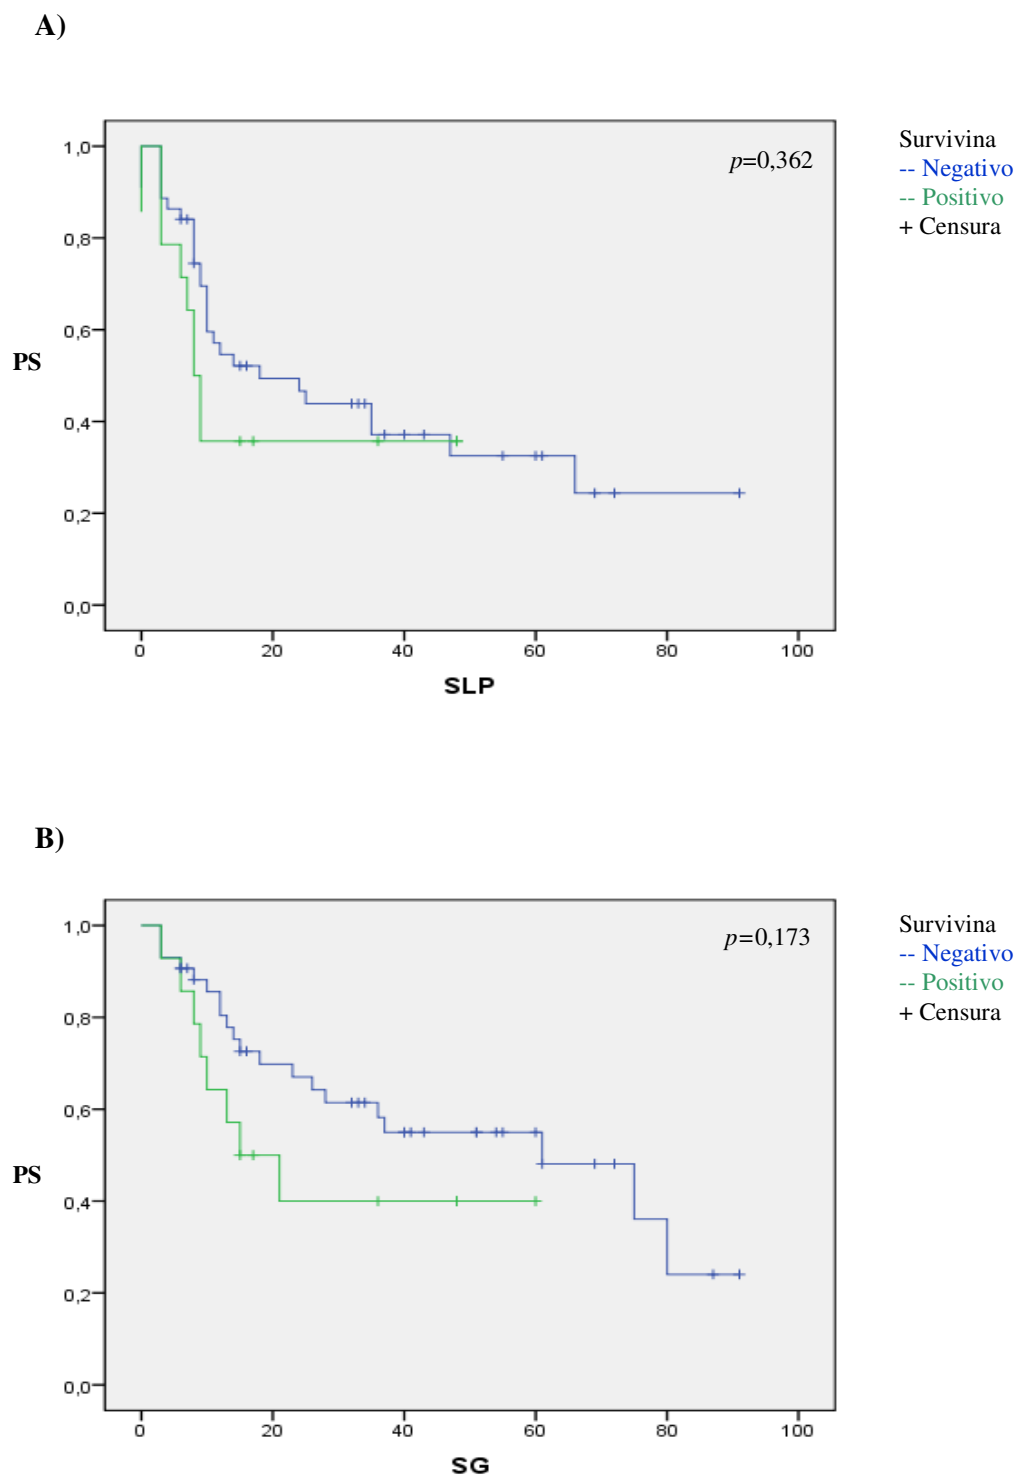 A)
p=0,362
Survivina
-- Negativo
-- Positivo
+ Censura
1,0
0,8
0,6
PS
0,4
0,2
0,0
0 20 40 60 80 100
SLP
B)
p=0,173
Survivina
-- Negativo
-- Positivo
+ Censura
1,0
0,8
0,6
PS
0,4
0,2
0,0
0 20 40 60 80 100
SG